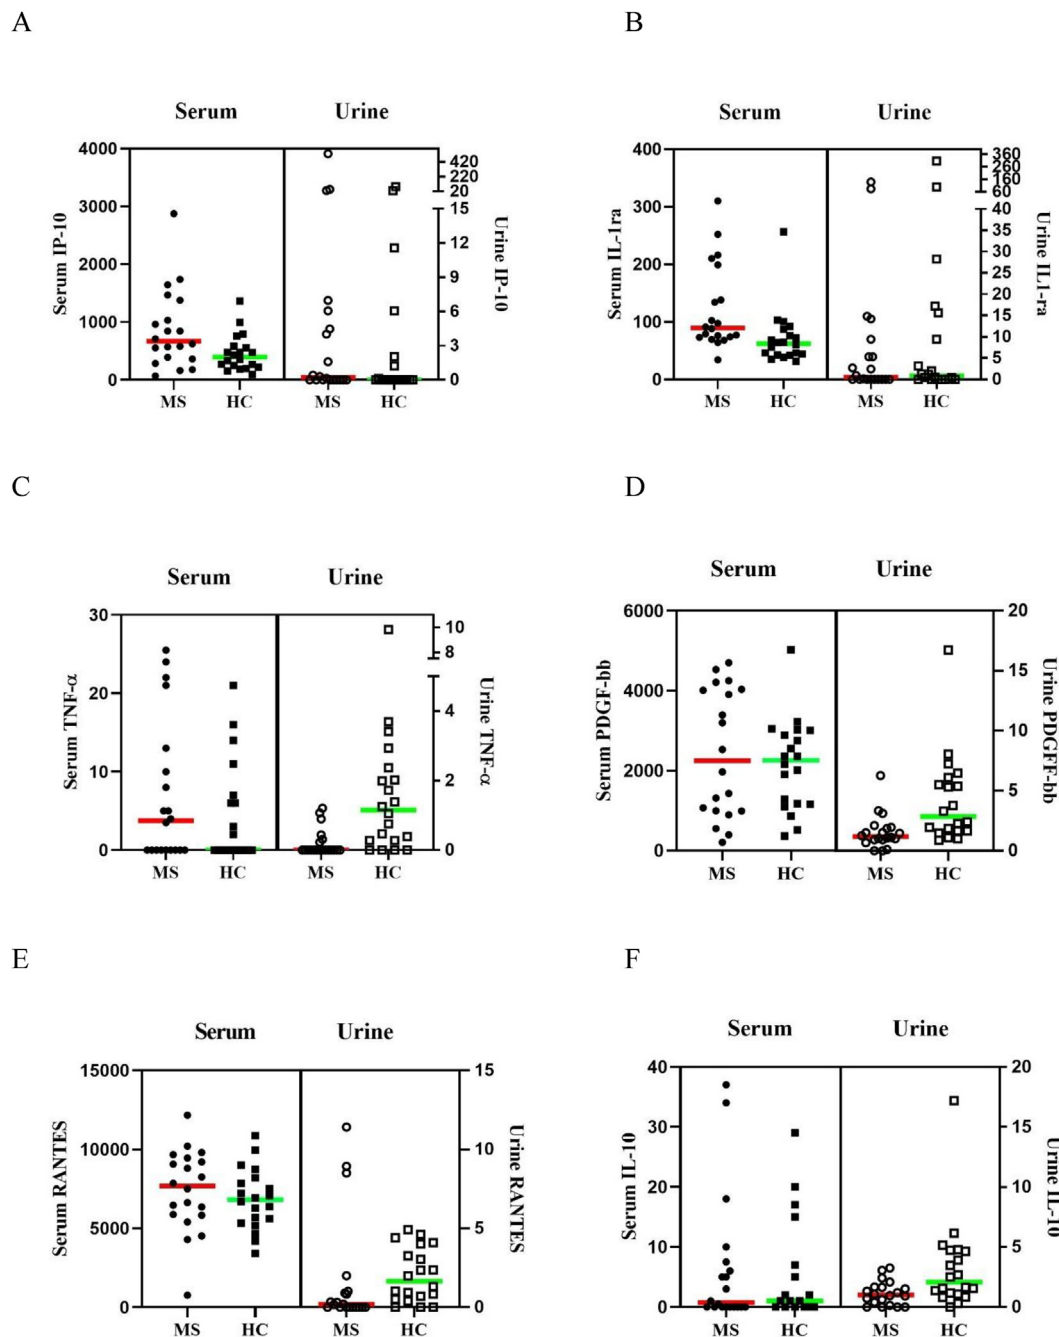 A
B
Serum Urine
Serum IP-10
4000
3000
2000
1000
0
420
220
20
15
12
9
6
3
0
Urine IP-10
MS HC MS HC
Serum Urine
Serum IL-1ra
400
300
200
100
0
360
260
160
60
40
35
30
25
20
15
10
5
0
Urine IL1-ra
MS HC MS HC
C
D
Serum Urine
Serum TNF-α
30
20
10
0
10
8
4
2
0
Urine TNF-α
MS HC MS HC
Serum Urine
Serum PDGF-bb
6000
4000
2000
0
20
15
10
5
0
Urine PDGFF-bb
MS HC MS HC
E
F
Serum Urine
Serum RANTES
15000
10000
5000
0
15
10
5
0
Urine RANTES
MS HC MS HC
Serum Urine
Serum IL-10
40
30
20
10
0
20
15
10
5
0
Urine IL-10
MS HC MS HC